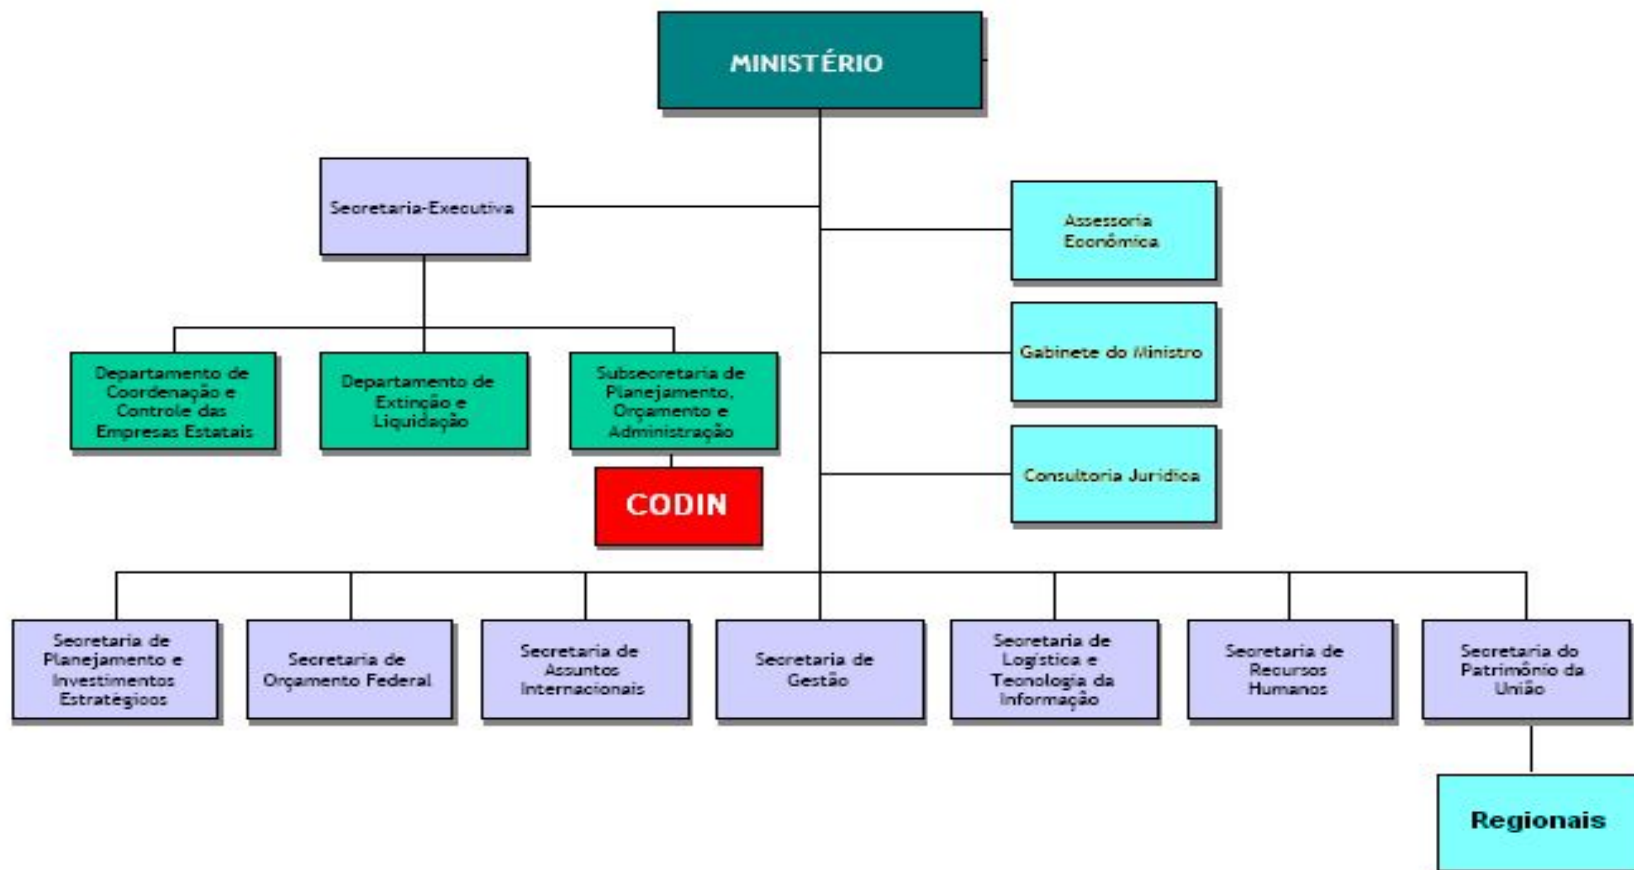 MINISTÉRIO
Secretaria-Executiva
Assessoria
Econômica
Gabinete do Ministro
Consultoria Jurídica
Departamento de
Coordenação e
Controle das
Empresas Estatais
Departamento de
Extinção e
Liquidação
Subsecretaria de
Planejamento,
Orçamento e
Administração
CODIN
Secretaria de
Planejamento e
Investimentos
Estratégicos
Secretaria de
Orçamento Federal
Secretaria de
Assuntos
Internacionais
Secretaria de
Gestão
Secretaria de
Logística e
Tecnologia da
Informação
Secretaria de
Recursos
Humanos
Secretaria do
Patrimônio da
União
Regionais